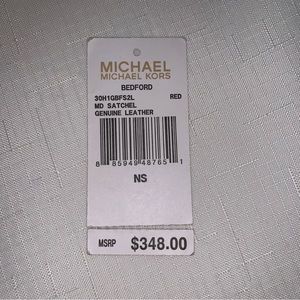 MICHAEL
MICHAEL KORS
BEDFORD
30H1GBFS2L RED
MD SATCHEL
GENUINE LEATHER
8 85949 48765 1
NS
MSRP $348.00